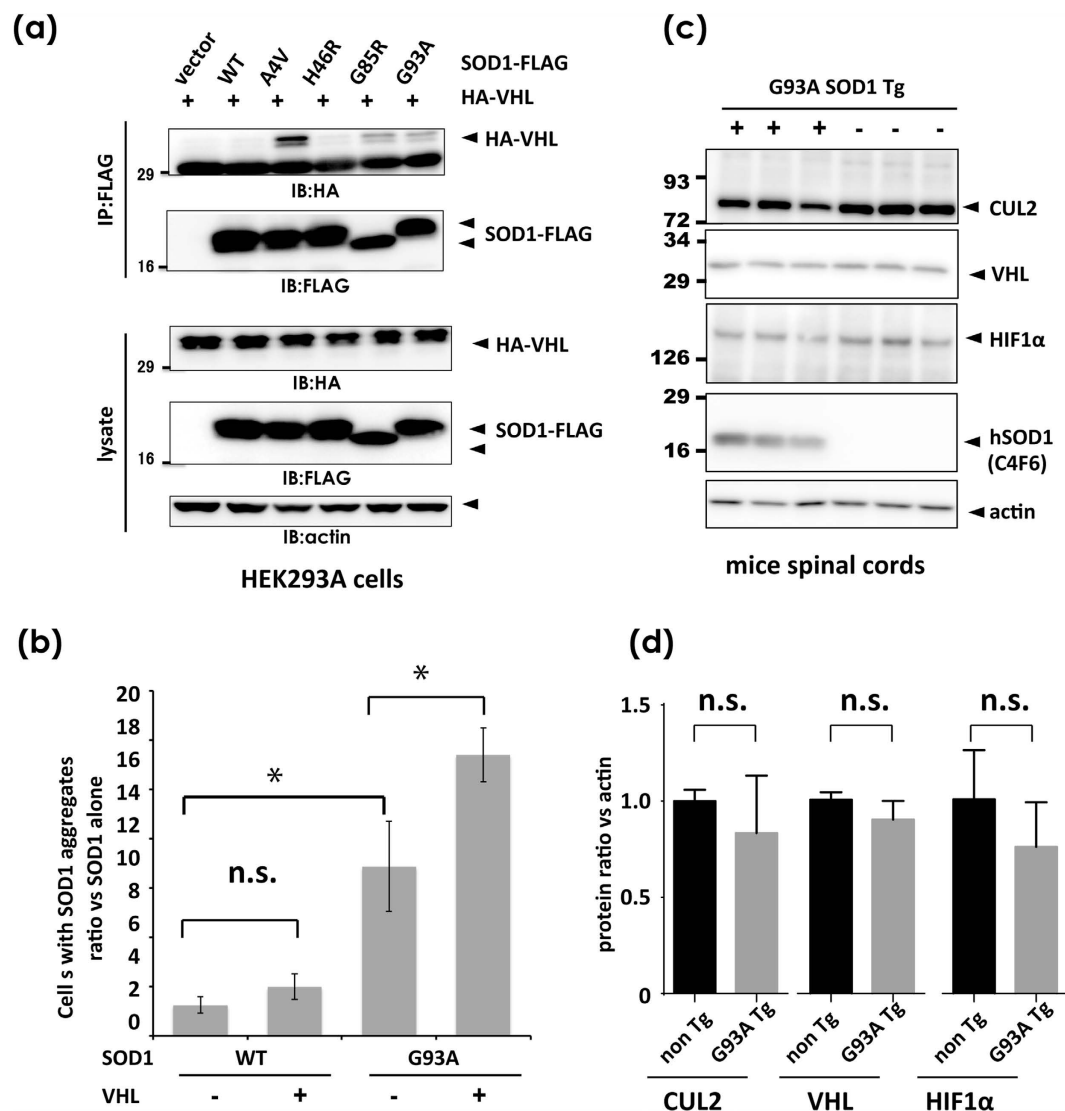 (a)
vector WT A4V H46R G85R G93A SOD1-FLAG
+ + + + + + HA-VHL
IP:FLAG
HA-VHL
29
IB:HA
SOD1-FLAG
16
IB:FLAG
lysate
HA-VHL
29
IB:HA
SOD1-FLAG
16
IB:FLAG
IB:actin
HEK293A cells
(c)
G93A SOD1 Tg
+ + + - - -
93
CUL2
72
34
VHL
29
HIF1α
126
29
hSOD1
16
(C4F6)
actin
mice spinal cords
(b)
Cell s with SOD1 aggregates
ratio vs SOD1 alone
20
18
16
14
12
10
8
6
4
2
0
*
*
n.s.
SOD1 WT G93A
VHL - + - +
(d)
protein ratio vs actin
1.5
1.0
0.5
0
n.s. n.s. n.s.
non Tg G93A Tg non Tg G93A Tg non Tg G93A Tg
CUL2 VHL HIF1α